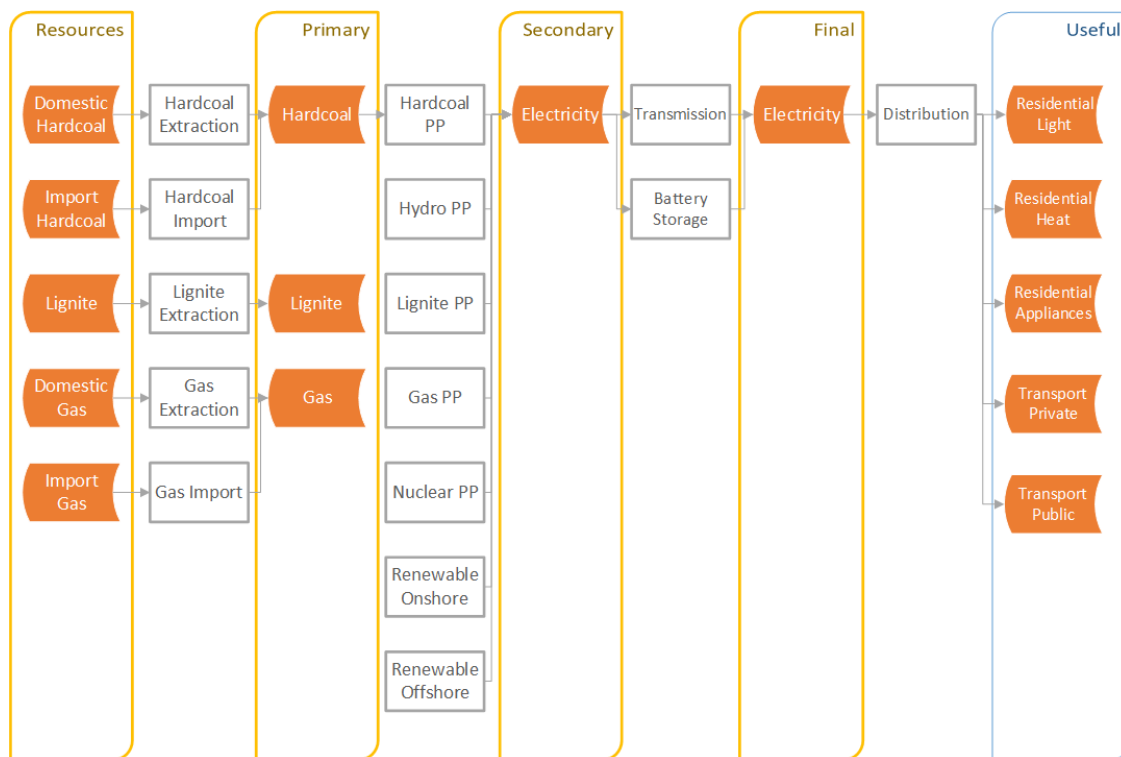 Resources
Primary
Secondary
Final
Useful
Domestic
Hardcoal
Hardcoal
Extraction
Hardcoal
Hardcoal
PP
Electricity
Transmission
Electricity
Distribution
Residential
Light
Import
Hardcoal
Hardcoal
Import
Hydro PP
Battery
Storage
Residential
Heat
Lignite
Lignite
Extraction
Lignite
Lignite PP
Residential
Appliances
Domestic
Gas
Gas
Extraction
Gas
Gas PP
Transport
Private
Import
Gas
Gas Import
Nuclear PP
Transport
Public
Renewable
Onshore
Renewable
Offshore